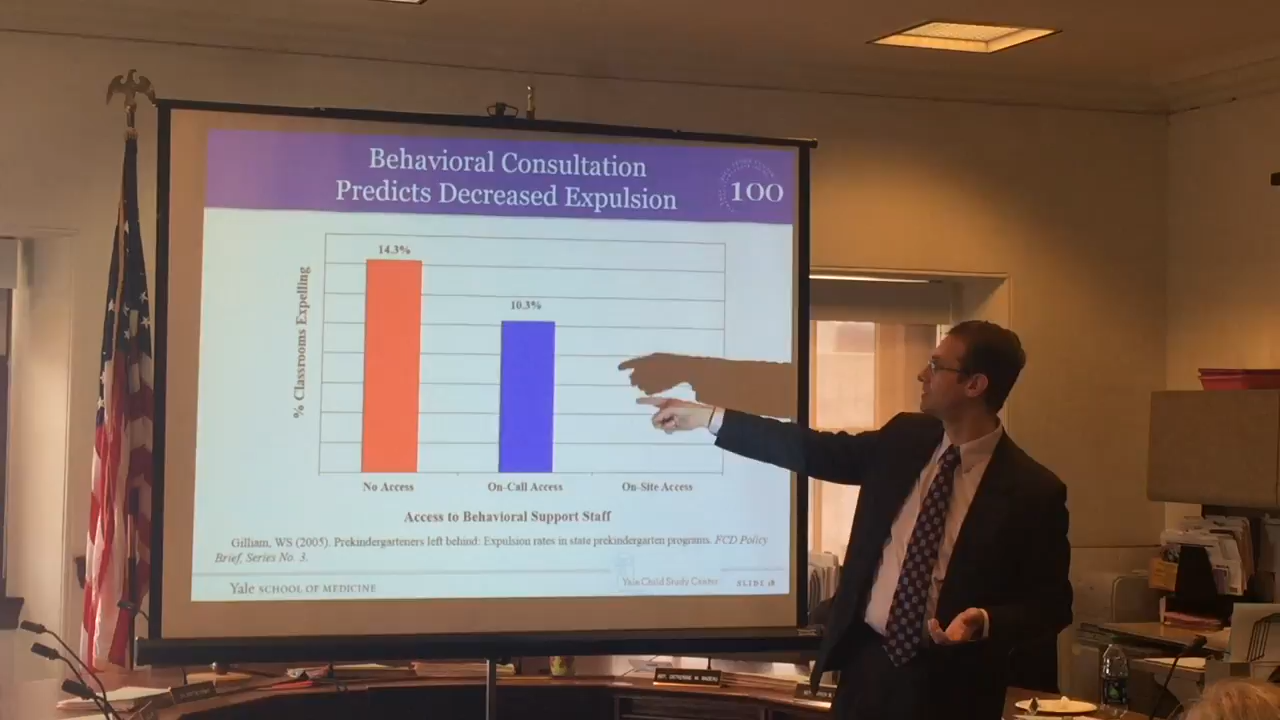 Behavioral Consultation
Predicts Decreased Expulsion
100
14.3%
10.3%
% Classrooms Expelling
No Access
On-Call Access
On-Site Access
Access to Behavioral Support Staff
Gilliam, WS (2005). Prekindergarteners left behind: Expulsion rates in state prekindergarten programs. FCD Policy
Brief, Series No. 3.
Yale SCHOOL OF MEDICINE
Yale Child Study Center
SLIDE 18